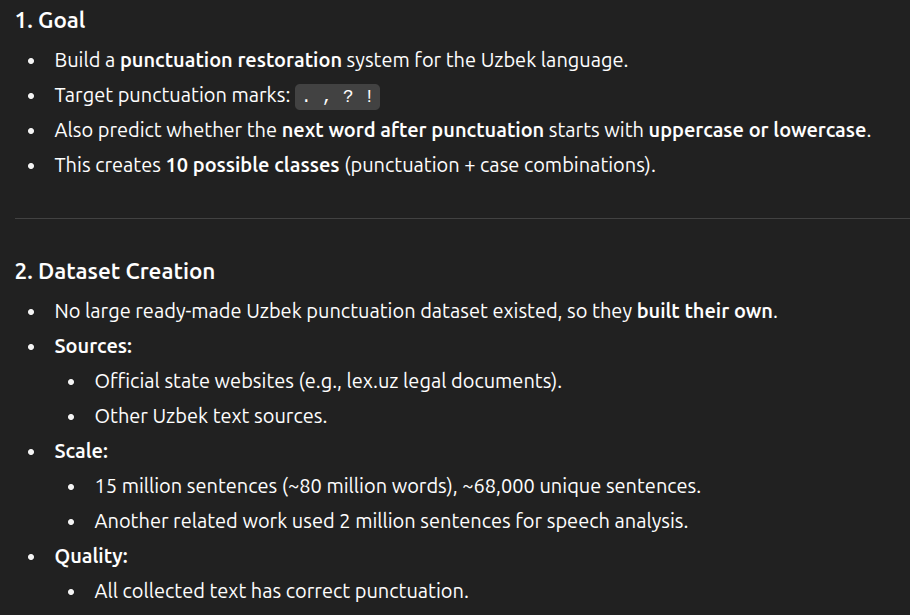 1. Goal
• Build a punctuation restoration system for the Uzbek language.
• Target punctuation marks: . , ? !
• Also predict whether the next word after punctuation starts with uppercase or lowercase.
• This creates 10 possible classes (punctuation + case combinations).
2. Dataset Creation
• No large ready-made Uzbek punctuation dataset existed, so they built their own.
• Sources:
• Official state websites (e.g., lex.uz legal documents).
• Other Uzbek text sources.
• Scale:
• 15 million sentences (~80 million words), ~68,000 unique sentences.
• Another related work used 2 million sentences for speech analysis.
• Quality:
• All collected text has correct punctuation.